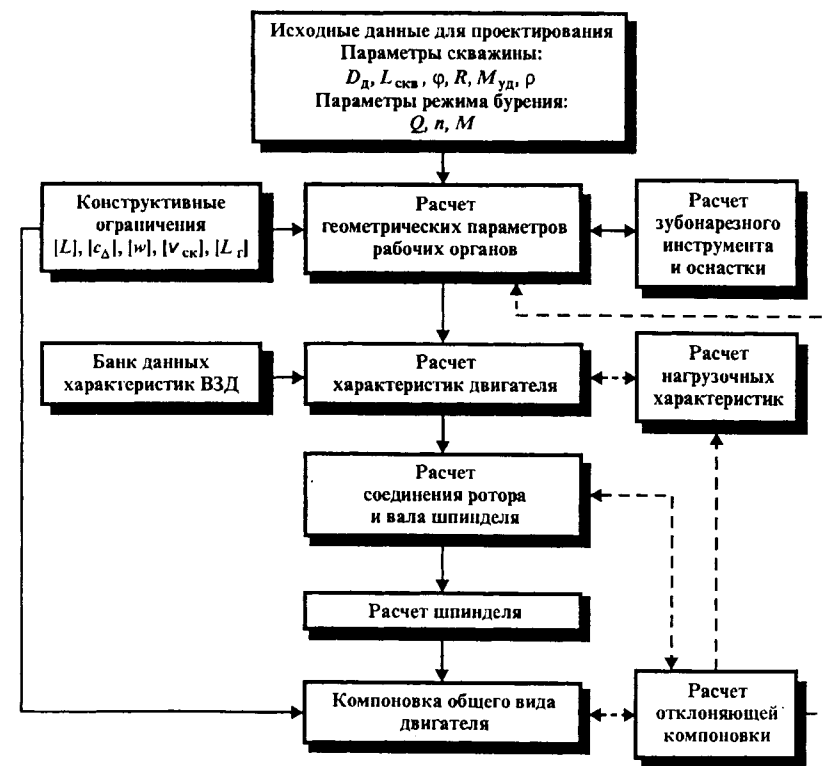 Исходные данные для проектирования
Параметры скважины:
Dд, Lскв, φ, R, Mуд, ρ
Параметры режима бурения:
Q, n, M
Конструктивные
ограничения
[L], [cΔ], [w], [vск], [Lг]
Расчет
геометрических параметров
рабочих органов
Расчет
зубонарезного
инструмента
и оснастки
Банк данных
характеристик ВЗД
Расчет
характеристик двигателя
Расчет
нагрузочных
характеристик
Расчет
соединения ротора
и вала шпинделя
Расчет шпинделя
Компоновка общего вида
двигателя
Расчет
отклоняющей
компоновки